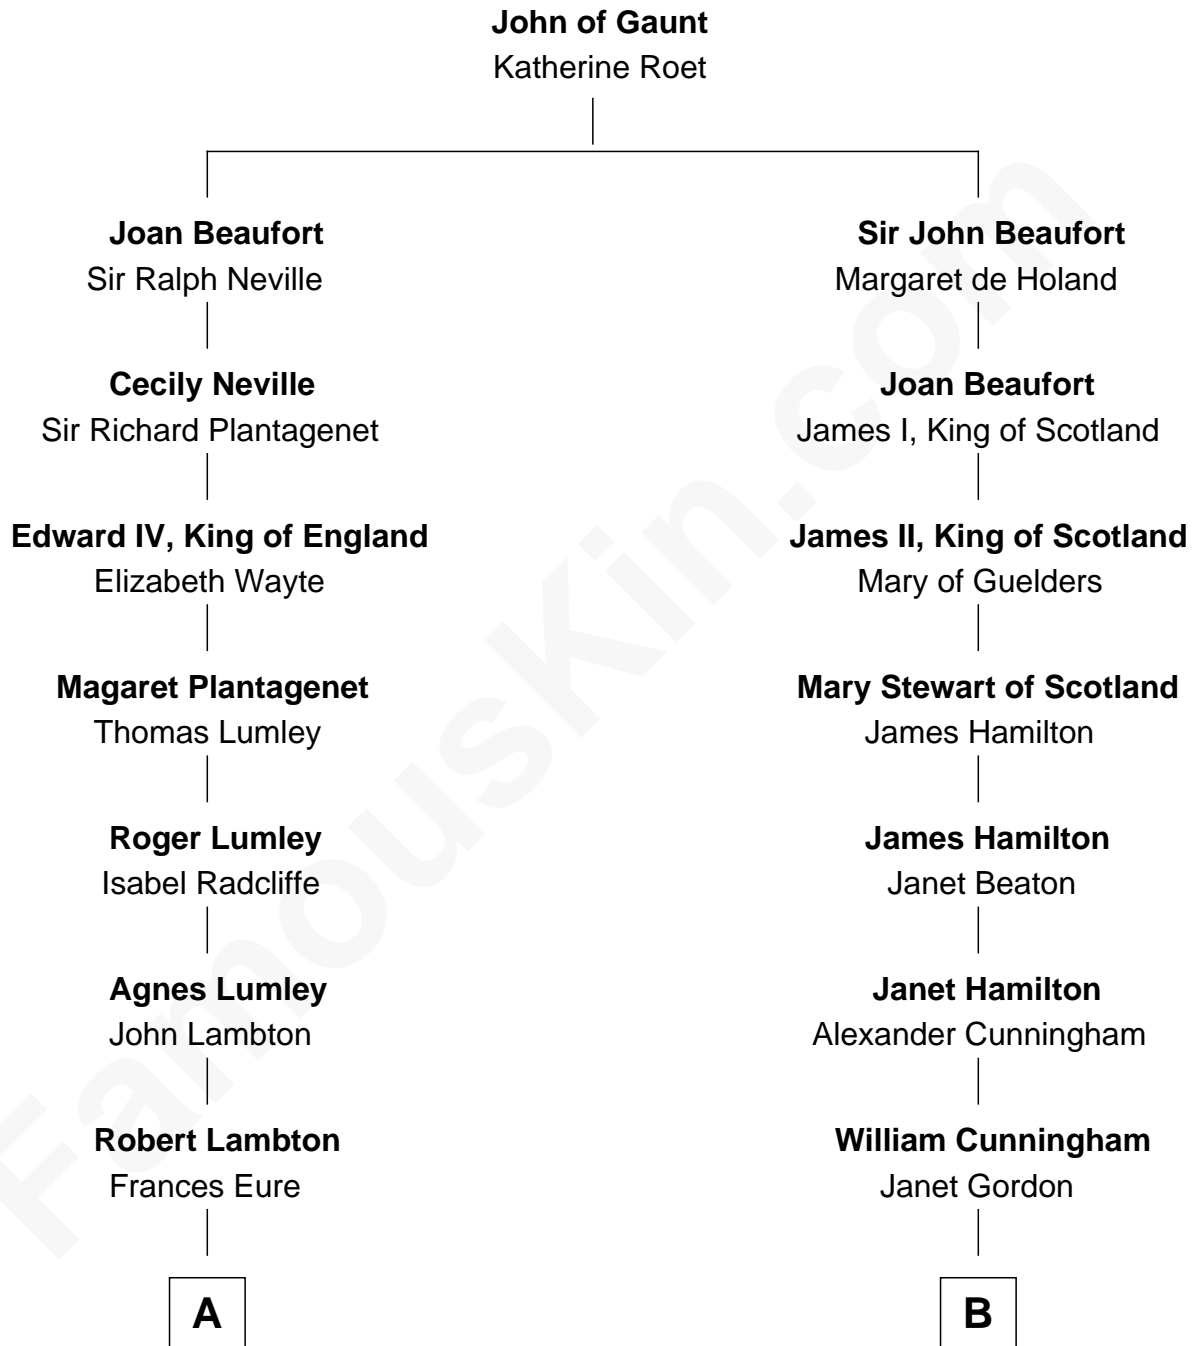 John of Gaunt
Katherine Roet
Joan Beaufort
Sir Ralph Neville
Sir John Beaufort
Margaret de Holand
Cecily Neville
Sir Richard Plantagenet
Joan Beaufort
James I, King of Scotland
Edward IV, King of England
Elizabeth Wayte
James II, King of Scotland
Mary of Guelders
Magaret Plantagenet
Thomas Lumley
Mary Stewart of Scotland
James Hamilton
Roger Lumley
Isabel Radcliffe
James Hamilton
Janet Beaton
Agnes Lumley
John Lambton
Janet Hamilton
Alexander Cunningham
Robert Lambton
Frances Eure
William Cunningham
Janet Gordon
A
B
FamousKin.com